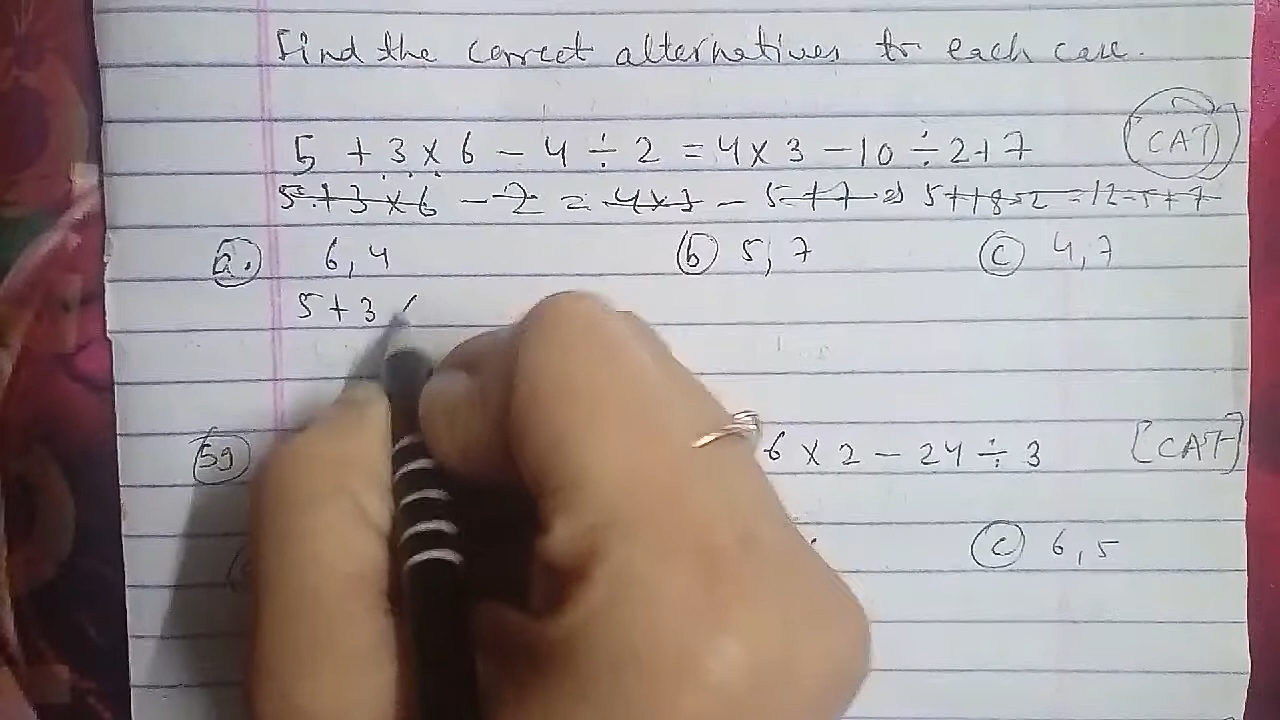 Find the correct alternatives to each case.
5 + 3 × 6 - 4 ÷ 2 = 4 × 3 - 10 ÷ 2 + 7 (CAT)
5 + 3 × 6 - 2 = 4 × 3 - 5 + 7 ⇒ 5 + 18 - 2 = 12 - 5 + 7
a. 6, 4 (b) 5, 7 (c) 4, 7
5 + 3
59 6 × 2 - 24 ÷ 3 [CAT]
(c) 6, 5